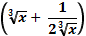 (∛x + 1/(2∛x))